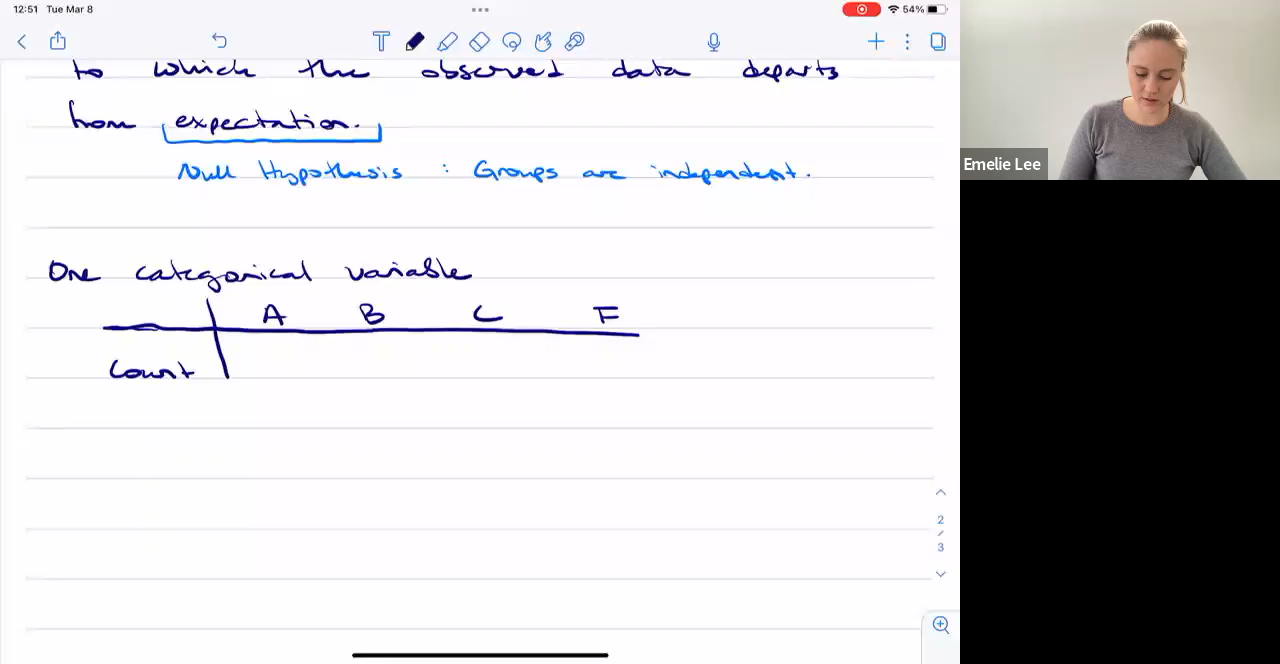 12:51 Tue Mar 8
54%
to which the observed data departs
from expectation.
Null Hypothesis : Groups are independent.
One categorical variable
A B C F
Count
2
3
Emelie Lee